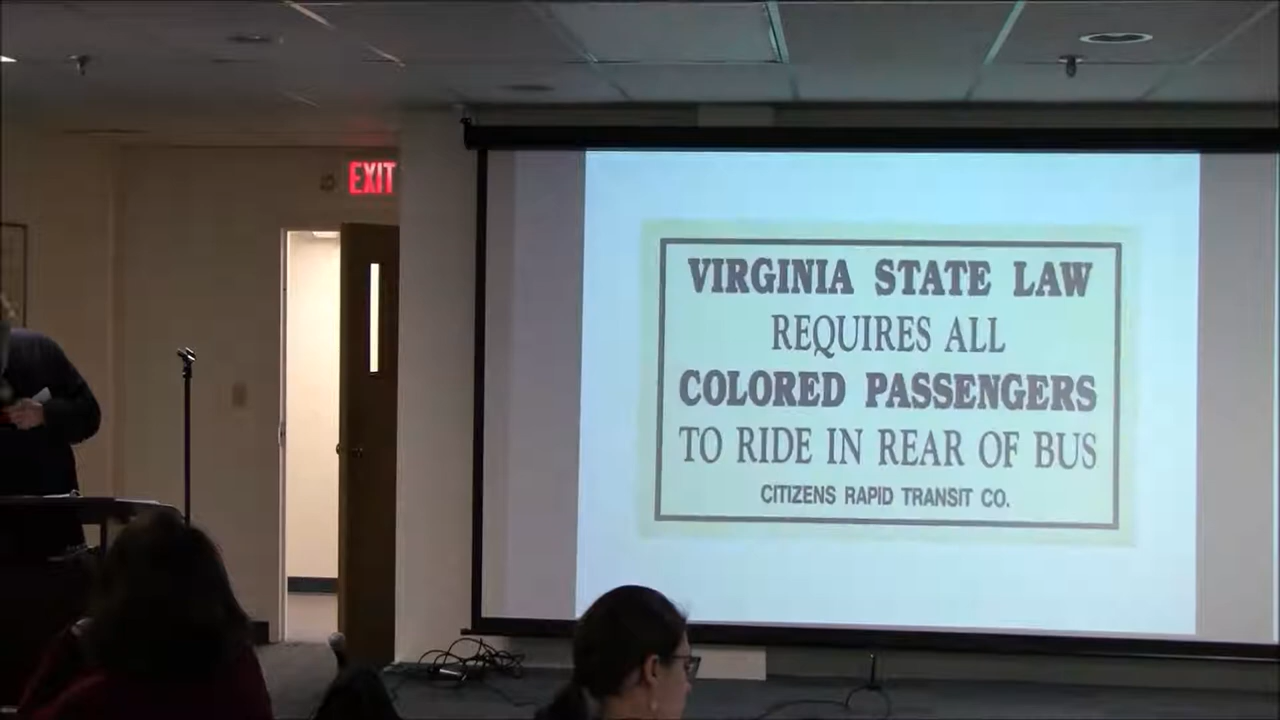 EXIT
VIRGINIA STATE LAW
REQUIRES ALL
COLORED PASSENGERS
TO RIDE IN REAR OF BUS
CITIZENS RAPID TRANSIT CO.